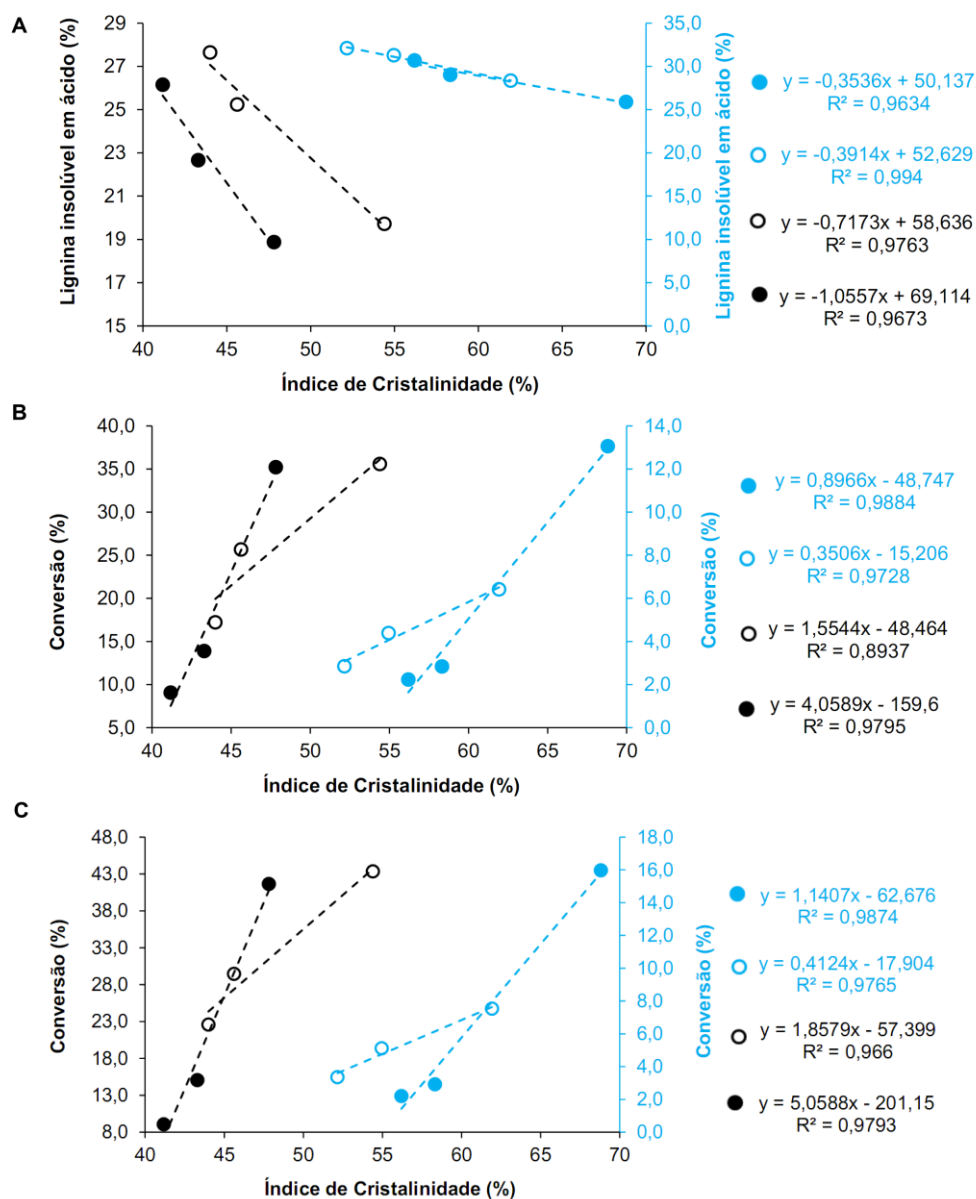 A
Lignina insolúvel em ácido (%)
29
27
25
23
21
19
17
15
40 45 50 55 60 65 70
Índice de Cristalinidade (%)
35,0
30,0
25,0
20,0
15,0
10,0
5,0
0,0
Lignina insolúvel em ácido (%)
y = -0,3536x + 50,137
R² = 0,9634
y = -0,3914x + 52,629
R² = 0,994
y = -0,7173x + 58,636
R² = 0,9763
y = -1,0557x + 69,114
R² = 0,9673
B
Conversão (%)
40,0
35,0
30,0
25,0
20,0
15,0
10,0
5,0
40 45 50 55 60 65 70
Índice de Cristalinidade (%)
14,0
12,0
10,0
8,0
6,0
4,0
2,0
0,0
Conversão (%)
y = 0,8966x - 48,747
R² = 0,9884
y = 0,3506x - 15,206
R² = 0,9728
y = 1,5544x - 48,464
R² = 0,8937
y = 4,0589x - 159,6
R² = 0,9795
C
Conversão (%)
48,0
43,0
38,0
33,0
28,0
23,0
18,0
13,0
8,0
40 45 50 55 60 65 70
Índice de Cristalinidade (%)
18,0
16,0
14,0
12,0
10,0
8,0
6,0
4,0
2,0
0,0
Conversão (%)
y = 1,1407x - 62,676
R² = 0,9874
y = 0,4124x - 17,904
R² = 0,9765
y = 1,8579x - 57,399
R² = 0,966
y = 5,0588x - 201,15
R² = 0,9793